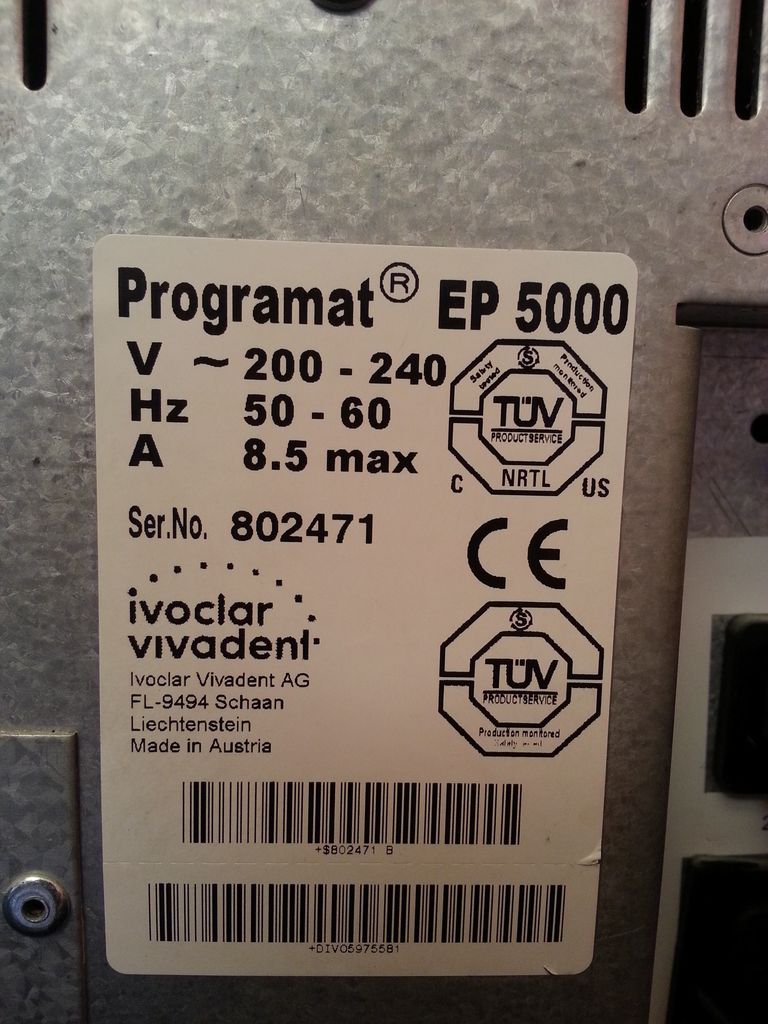 Programat® EP 5000
V ~ 200 - 240
Hz 50 - 60
A 8.5 max
Safety tested
S
Production monitored
TÜV
PRODUCT SERVICE
C NRTL US
Ser.No. 802471
CE
ivoclar
vivadent
Ivoclar Vivadent AG
FL-9494 Schaan
Liechtenstein
Made in Austria
S
TÜV
PRODUCT SERVICE
Production monitored
+$802471 B
+DIV05975581